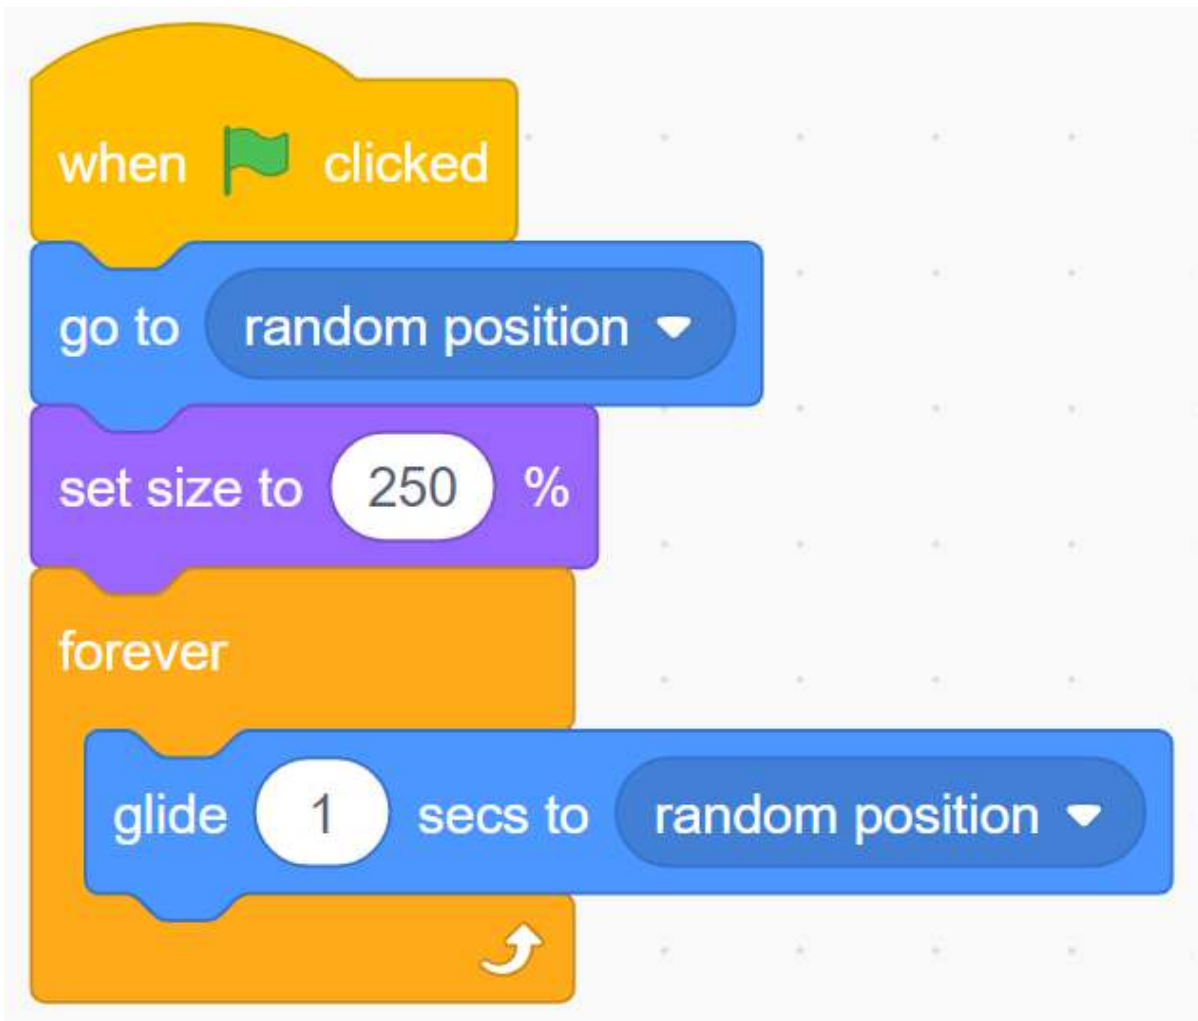 when clicked
go to random position
set size to 250 %
forever
glide 1 secs to random position